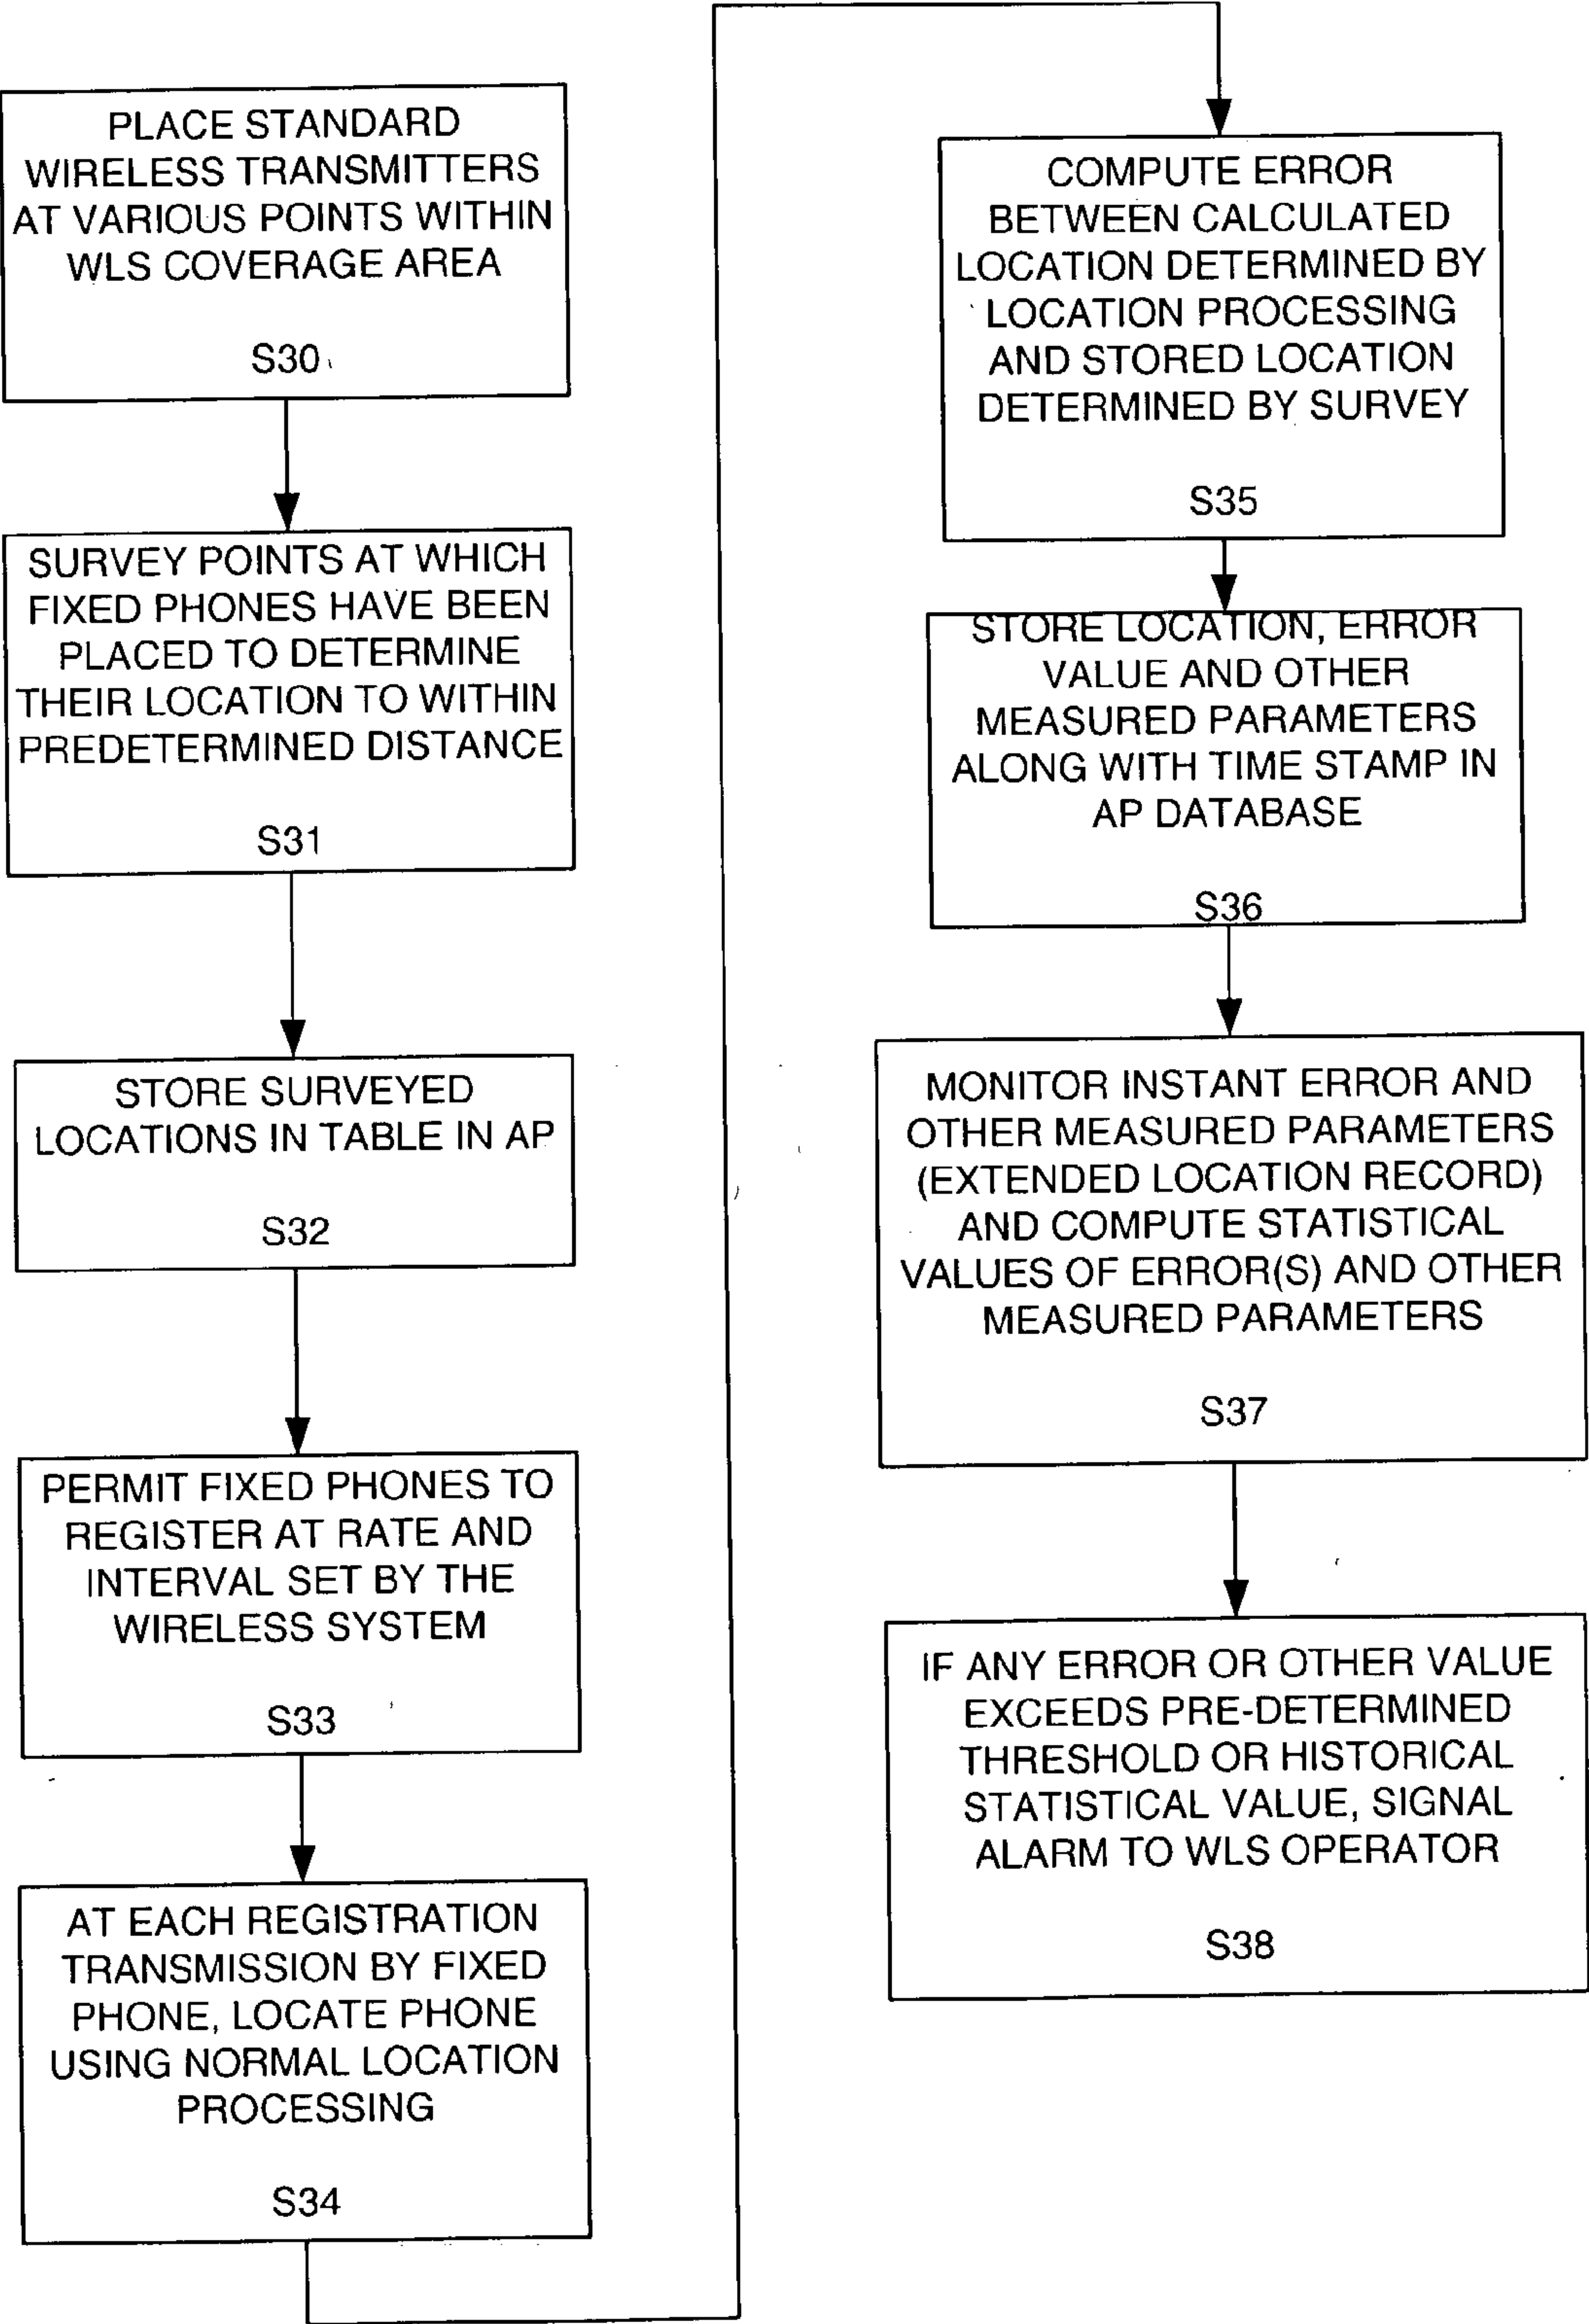 PLACE STANDARD
WIRELESS TRANSMITTERS
AT VARIOUS POINTS WITHIN
WLS COVERAGE AREA
S30
SURVEY POINTS AT WHICH
FIXED PHONES HAVE BEEN
PLACED TO DETERMINE
THEIR LOCATION TO WITHIN
PREDETERMINED DISTANCE
S31
STORE SURVEYED
LOCATIONS IN TABLE IN AP
S32
PERMIT FIXED PHONES TO
REGISTER AT RATE AND
INTERVAL SET BY THE
WIRELESS SYSTEM
S33
AT EACH REGISTRATION
TRANSMISSION BY FIXED
PHONE, LOCATE PHONE
USING NORMAL LOCATION
PROCESSING
S34
COMPUTE ERROR
BETWEEN CALCULATED
LOCATION DETERMINED BY
LOCATION PROCESSING
AND STORED LOCATION
DETERMINED BY SURVEY
S35
STORE LOCATION, ERROR
VALUE AND OTHER
MEASURED PARAMETERS
ALONG WITH TIME STAMP IN
AP DATABASE
S36
MONITOR INSTANT ERROR AND
OTHER MEASURED PARAMETERS
(EXTENDED LOCATION RECORD)
AND COMPUTE STATISTICAL
VALUES OF ERROR(S) AND OTHER
MEASURED PARAMETERS
S37
IF ANY ERROR OR OTHER VALUE
EXCEEDS PRE-DETERMINED
THRESHOLD OR HISTORICAL
STATISTICAL VALUE, SIGNAL
ALARM TO WLS OPERATOR
S38